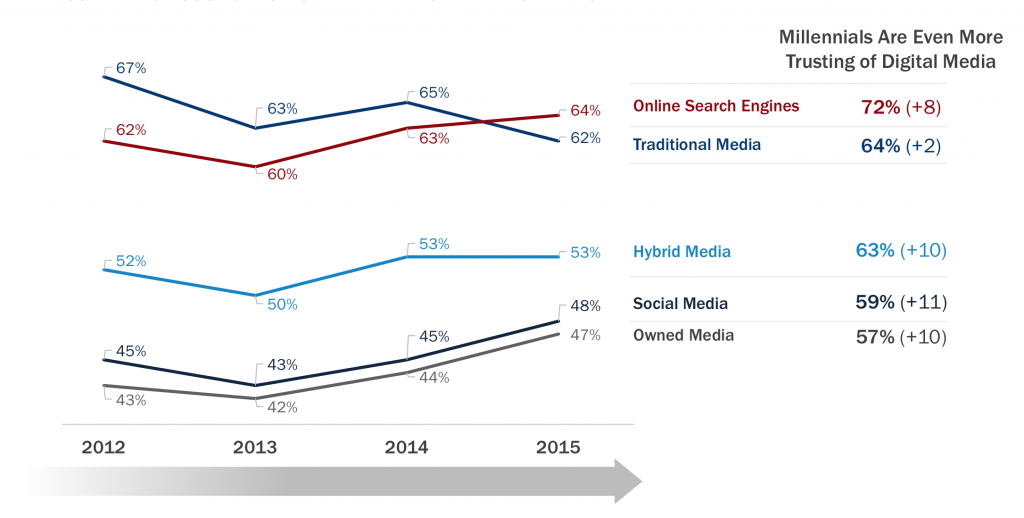 Millennials Are Even More
Trusting of Digital Media
67%
63%
65%
64%
62%
62%
60%
63%
Online Search Engines 72% (+8)
Traditional Media 64% (+2)
52%
50%
53%
53%
Hybrid Media 63% (+10)
45%
43%
45%
48%
Social Media 59% (+11)
43%
42%
44%
47%
Owned Media 57% (+10)
2012 2013 2014 2015